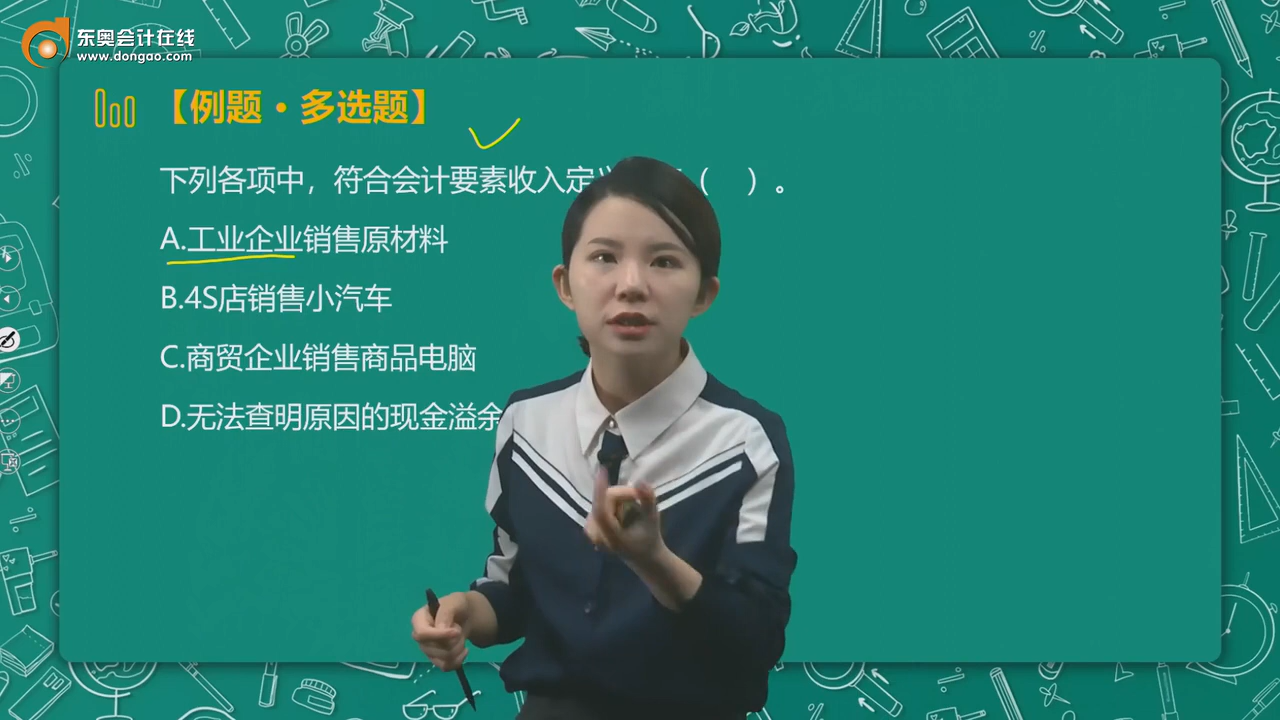 东奥会计在线
www.dongao.com
【例题·多选题】
下列各项中，符合会计要素收入定（ ）。
A.工业企业销售原材料
B.4S店销售小汽车
C.商贸企业销售商品电脑
D.无法查明原因的现金溢余